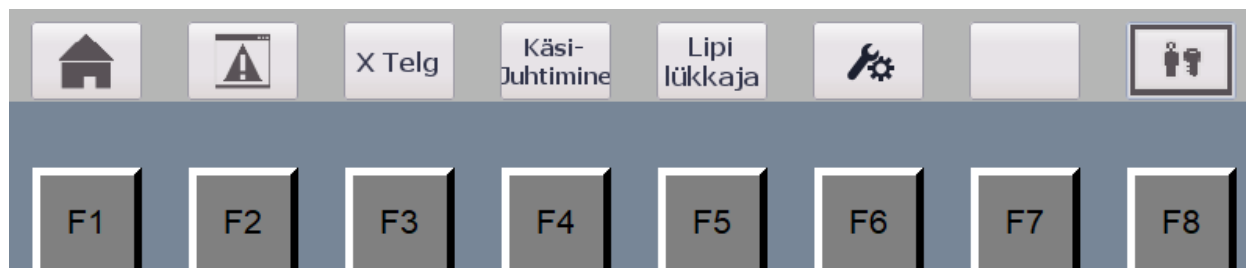 X Telg
Käsi-
Juhtimine
Lipi
lükkaja
F1 F2 F3 F4 F5 F6 F7 F8